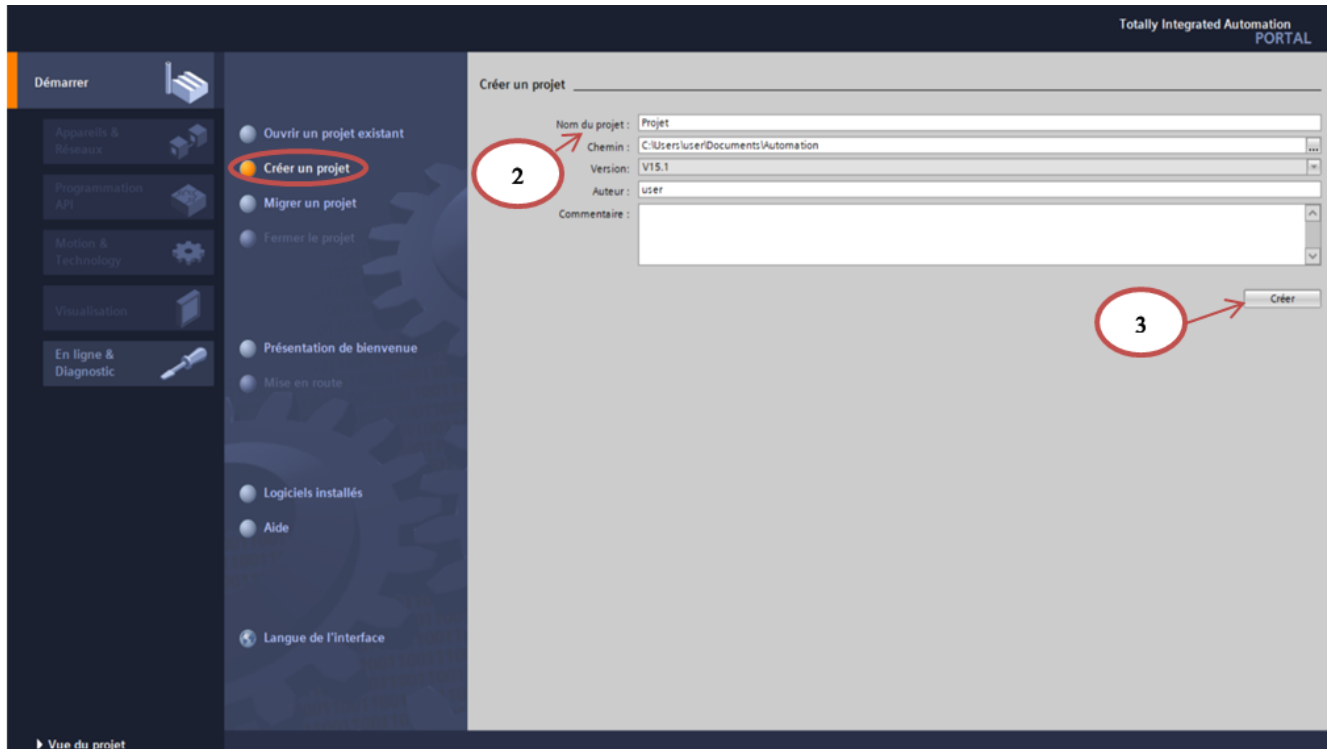 Totally Integrated Automation
PORTAL
Démarrer
Appareils &
Réseaux
Programmation
API
Motion &
Technology
Visualisation
En ligne &
Diagnostic
Ouvrir un projet existant
Créer un projet
Migrer un projet
Fermer le projet
Présentation de bienvenue
Mise en route
Logiciels installés
Aide
Langue de l'interface
Créer un projet
Nom du projet : Projet
Chemin : C:\Users\user\Documents\Automation ...
Version: V15.1
Auteur : user
Commentaire :
2
Créer
3
Vue du projet